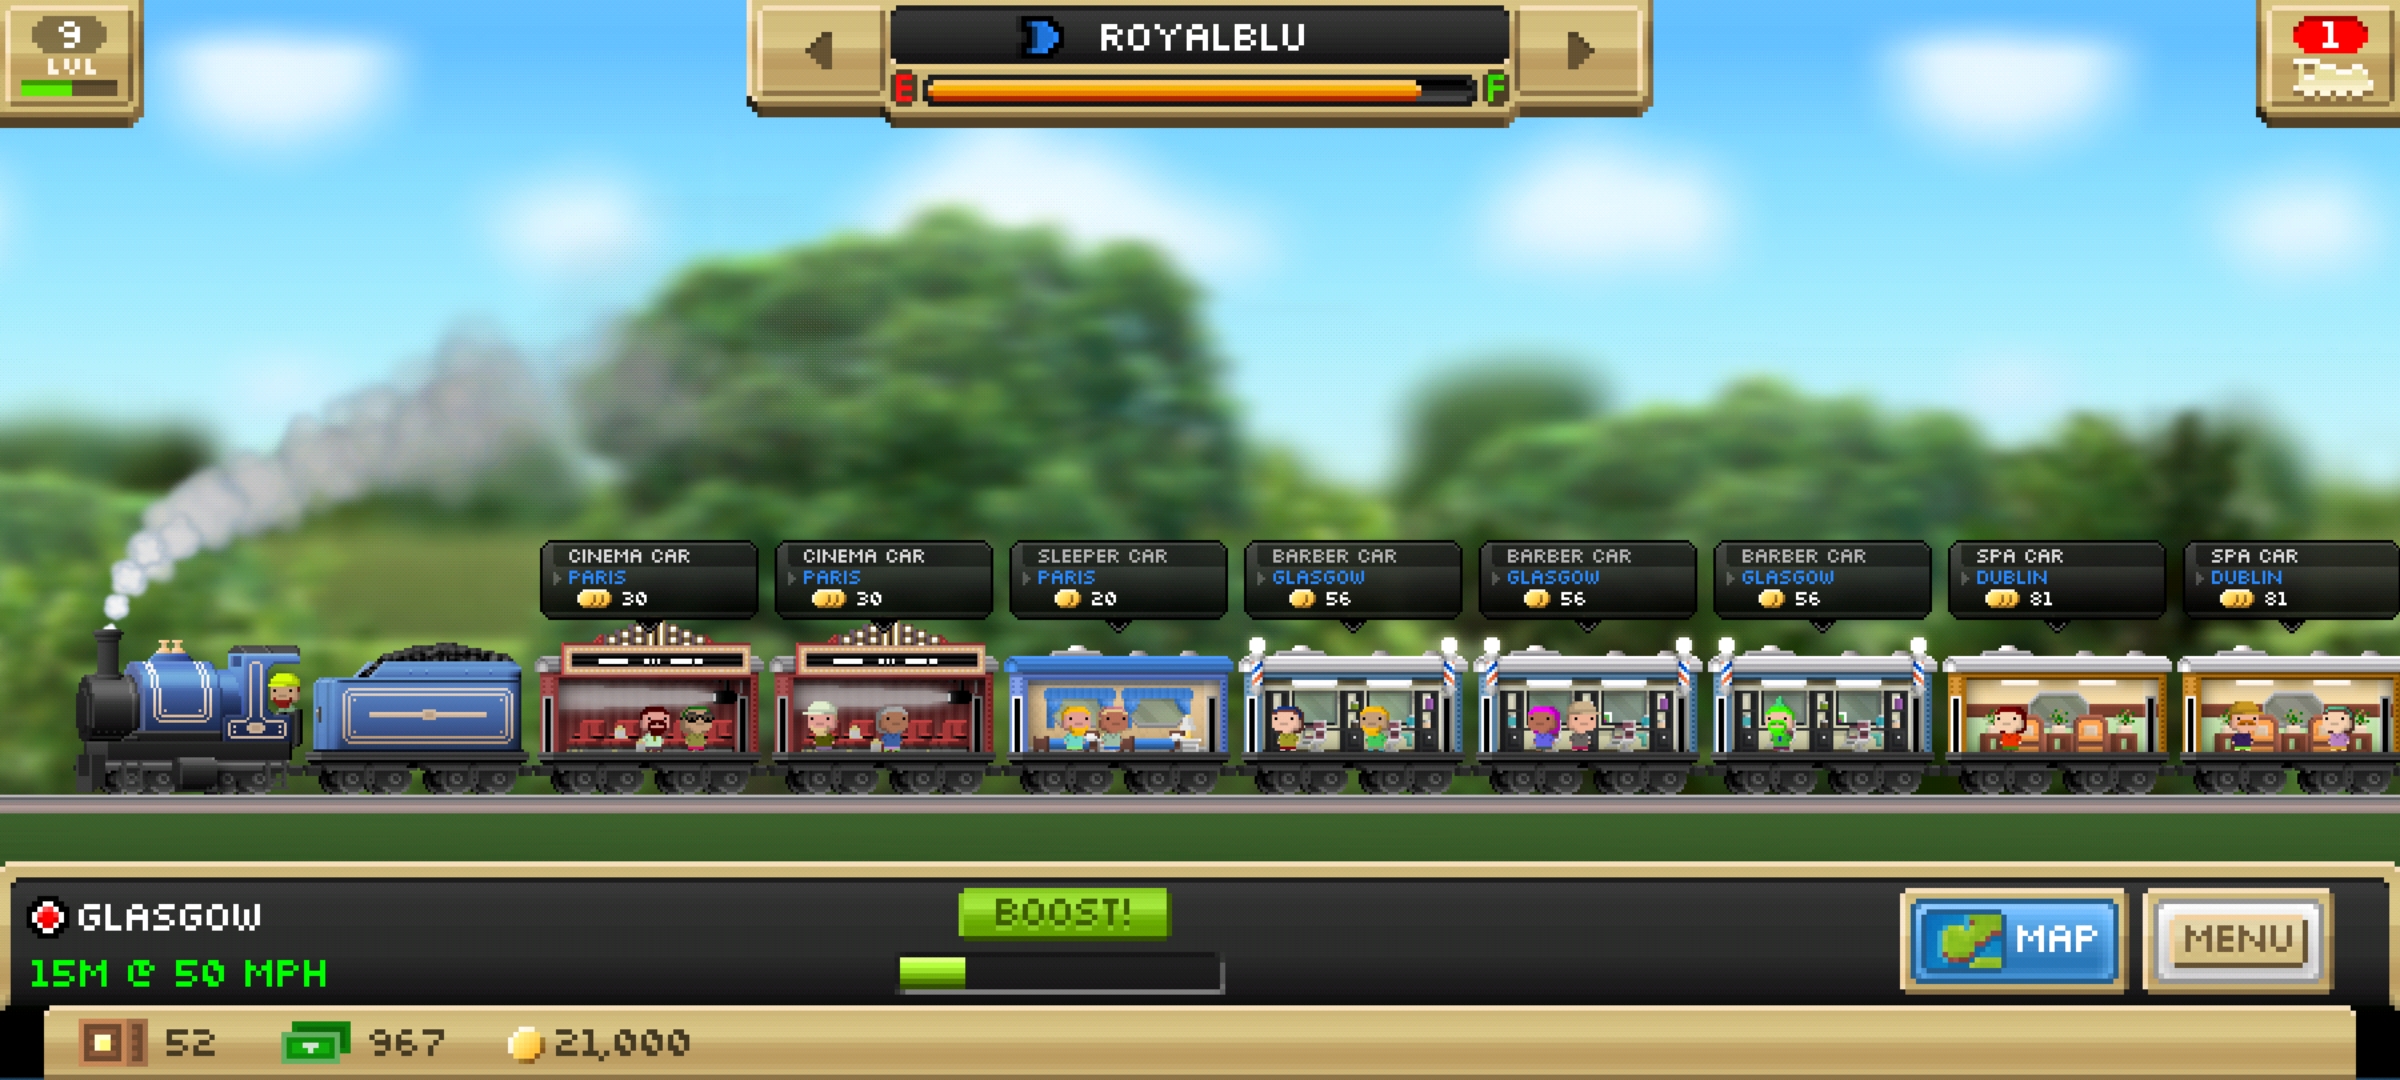 9
LVL
ROYALBLU
E F
1
CINEMA CAR
PARIS
30
CINEMA CAR
PARIS
30
SLEEPER CAR
PARIS
20
BARBER CAR
GLASGOW
56
BARBER CAR
GLASGOW
56
BARBER CAR
GLASGOW
56
SPA CAR
DUBLIN
81
SPA CAR
DUBLIN
81
GLASGOW
15M @ 50 MPH
BOOST!
MAP
MENU
52 967 21,000